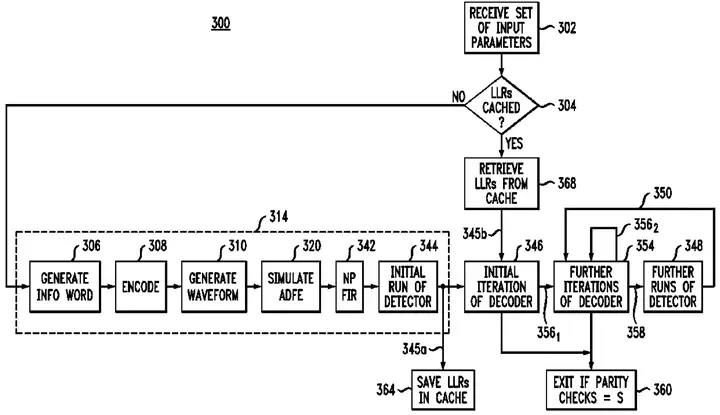 300
RECEIVE SET
OF INPUT
PARAMETERS
302
LLRs
CACHED
?
304
NO
YES
RETRIEVE
LLRs FROM
CACHE
368
350
314
345b
356₂
306
308
310
320
342
344
346
354
348
GENERATE
INFO WORD
ENCODE
GENERATE
WAVEFORM
SIMULATE
ADFE
NP
FIR
INITIAL
RUN OF
DETECTOR
INITIAL
ITERATION
OF DECODER
FURTHER
ITERATIONS
OF DECODER
FURTHER
RUNS OF
DETECTOR
356₁
358
345a
364
SAVE LLRs
IN CACHE
EXIT IF PARITY
CHECKS = S
360